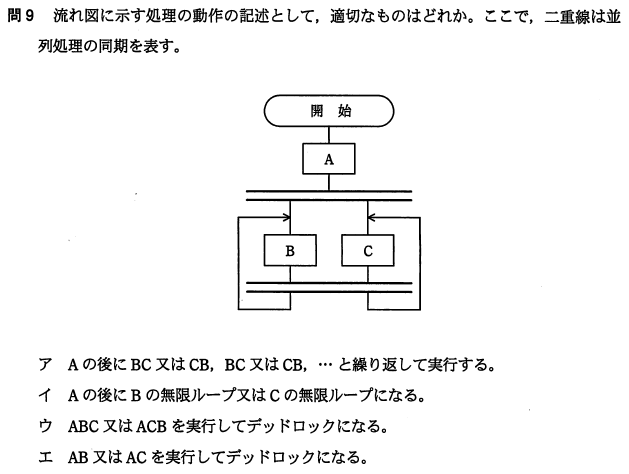 問9 流れ図に示す処理の動作の記述として，適切なものはどれか。ここで，二重線は並
列処理の同期を表す。
開 始
A
B C
ア A の後に BC 又は CB，BC 又は CB，… と繰り返して実行する。
イ A の後に B の無限ループ又は C の無限ループになる。
ウ ABC 又は ACB を実行してデッドロックになる。
エ AB 又は AC を実行してデッドロックになる。